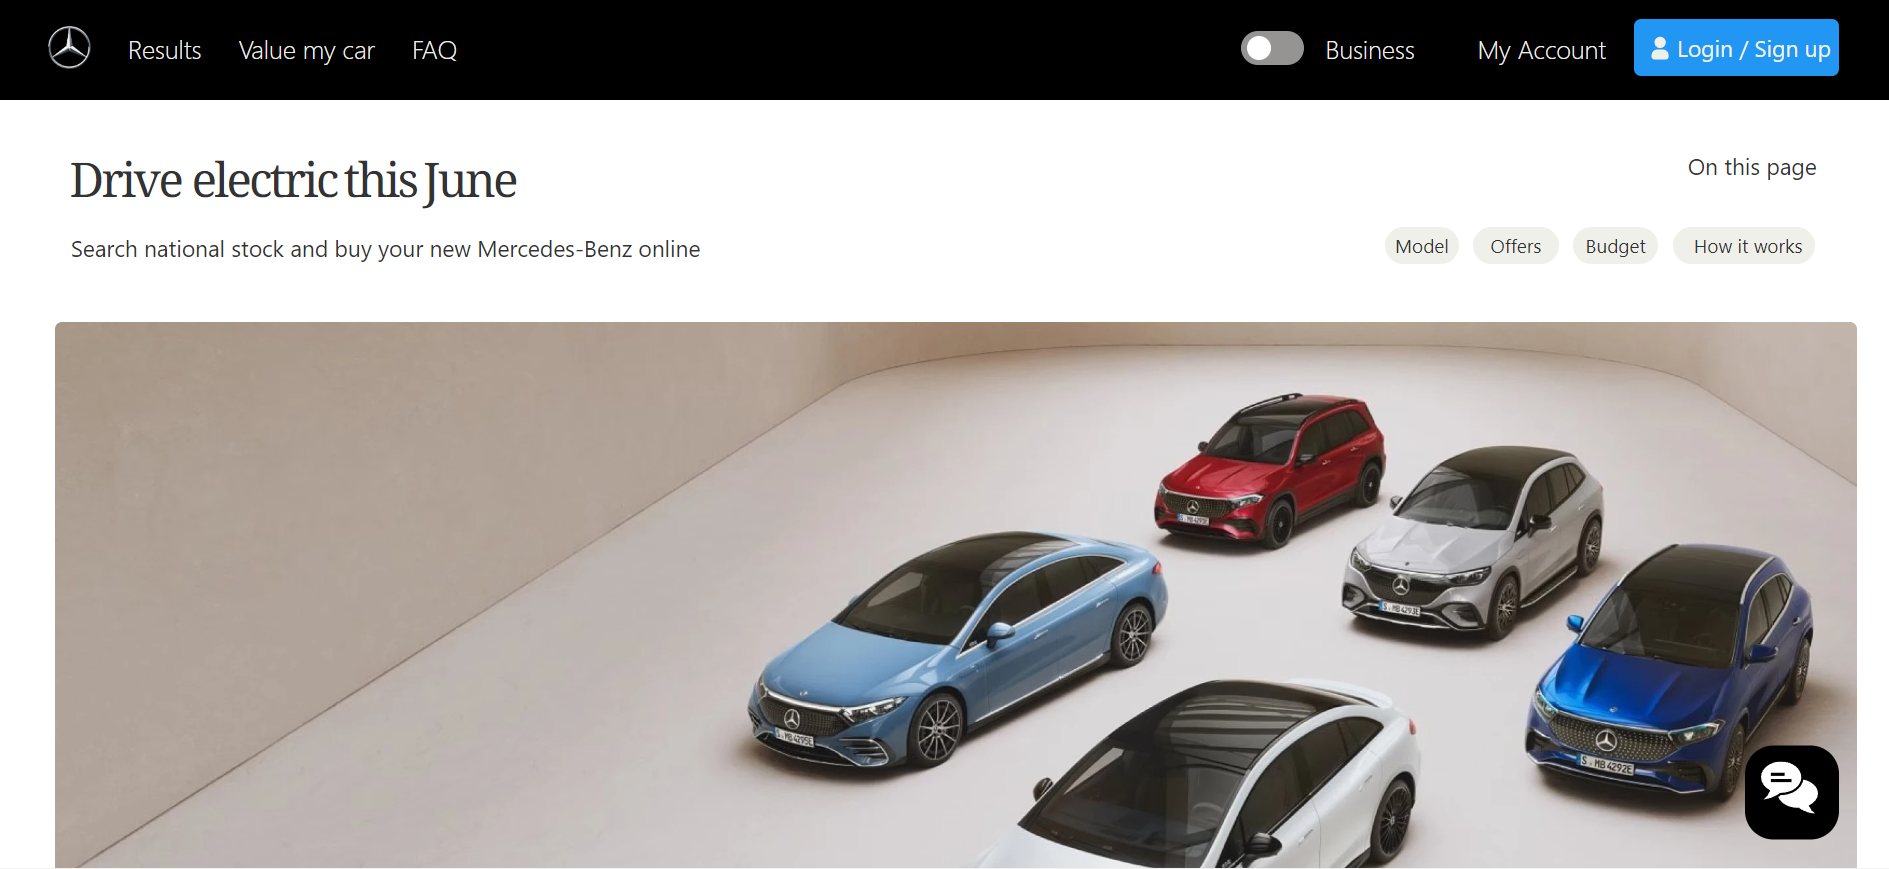 Results Value my car FAQ Business My Account Login / Sign up
Drive electric this June
On this page
Search national stock and buy your new Mercedes-Benz online
Model Offers Budget How it works
S MB 4293E
S MB 4295E
S MB 4292E